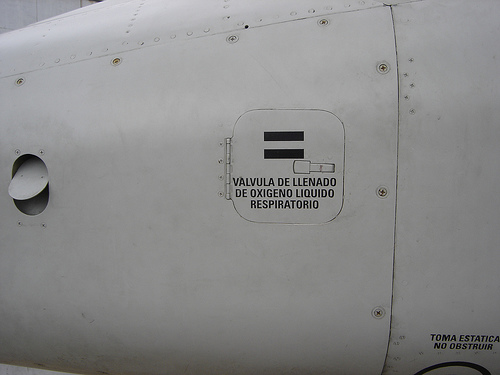 VALVULA DE LLENADO
DE OXIGENO LIQUIDO
RESPIRATORIO
TOMA ESTATICA
NO OBSTRUIR